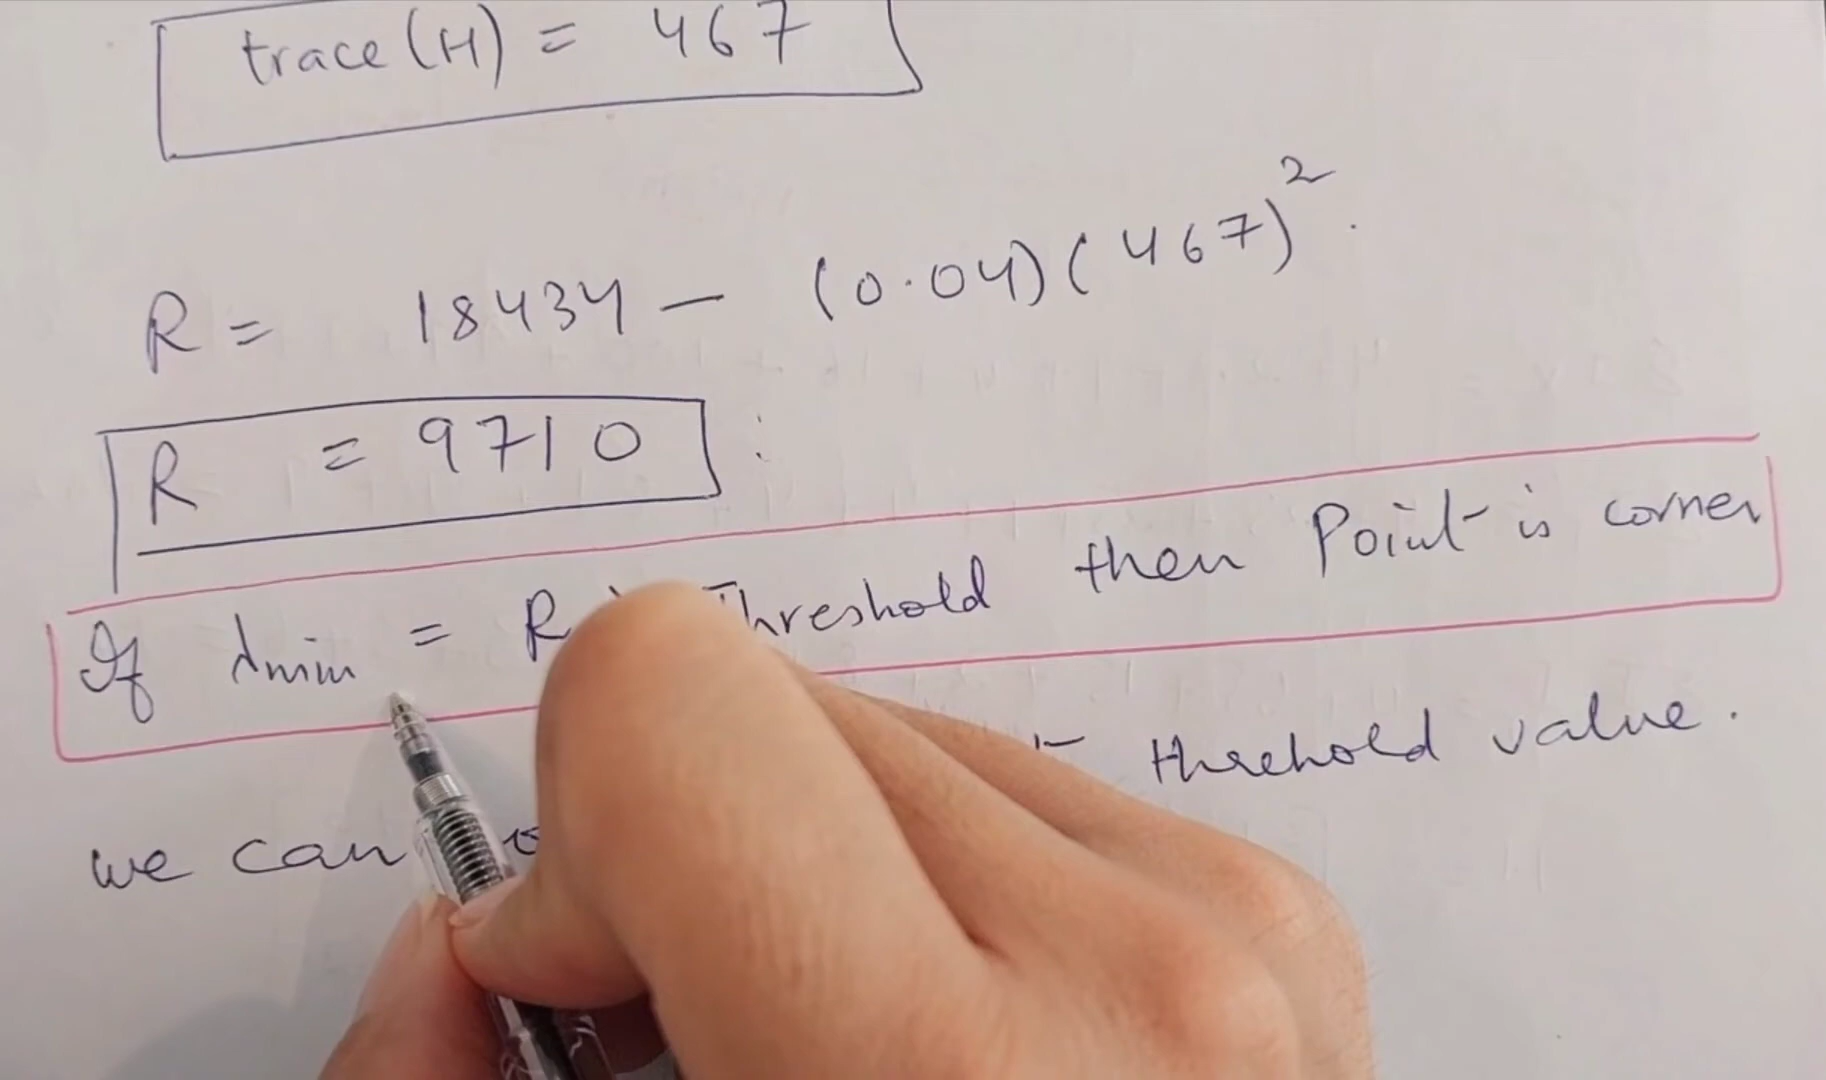 trace (H) = 467
R = 18434 - (0.04) (467)²
R = 9710
If λmin = R Threshold then Point is corner
we can threhold value.